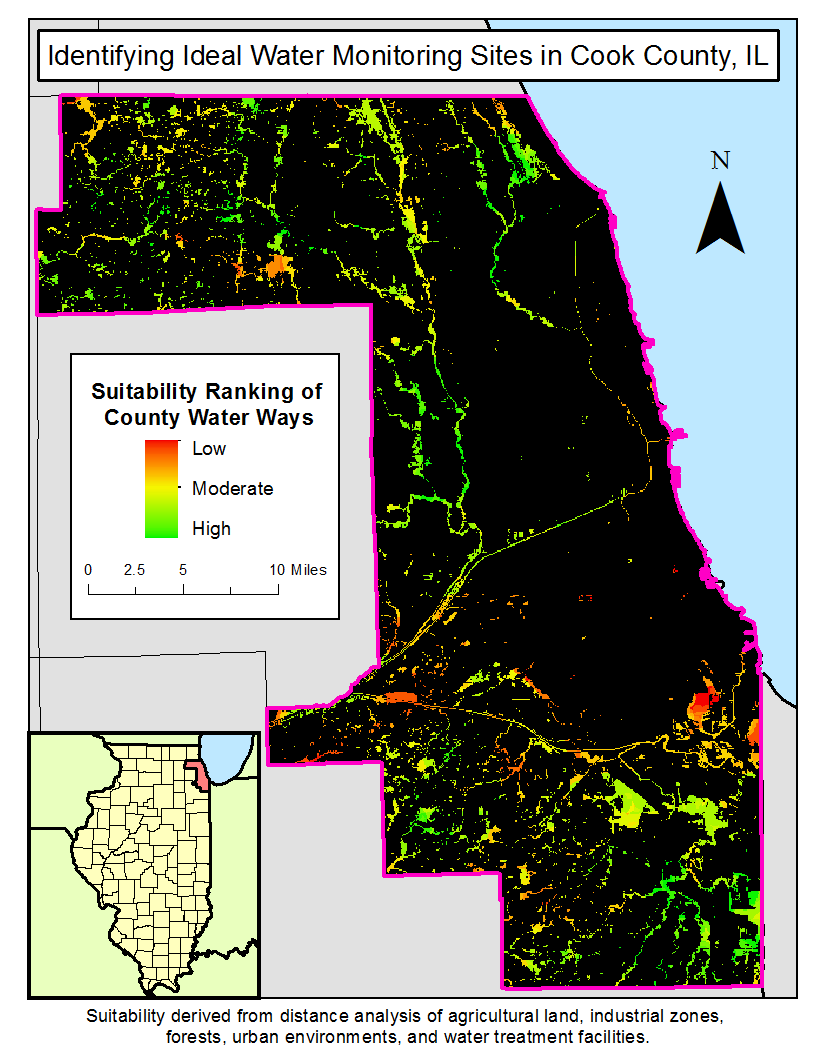 Identifying Ideal Water Monitoring Sites in Cook County, IL
N
Suitability Ranking of
County Water Ways
Low
Moderate
High
0 2.5 5 10 Miles
Suitability derived from distance analysis of agricultural land, industrial zones,
forests, urban environments, and water treatment facilities.